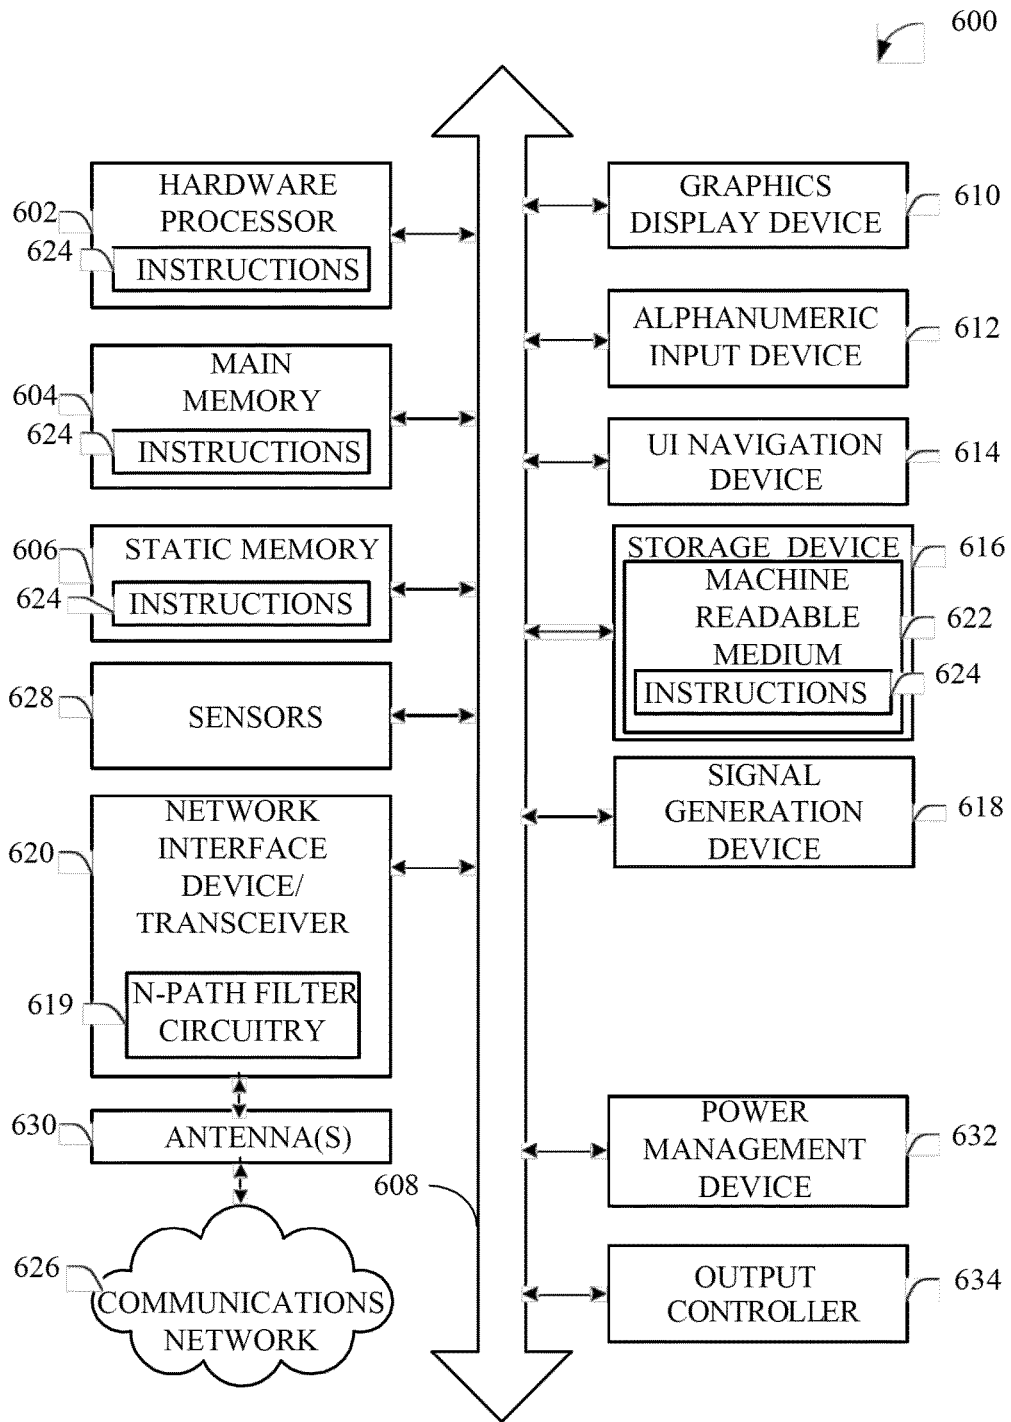 600
HARDWARE
PROCESSOR
602
624
INSTRUCTIONS
MAIN
MEMORY
604
624
INSTRUCTIONS
606
STATIC MEMORY
624
INSTRUCTIONS
628
SENSORS
NETWORK
INTERFACE
DEVICE/
TRANSCEIVER
620
N-PATH FILTER
CIRCUITRY
619
630
ANTENNA(S)
608
626
COMMUNICATIONS
NETWORK
GRAPHICS
DISPLAY DEVICE
610
ALPHANUMERIC
INPUT DEVICE
612
UI NAVIGATION
DEVICE
614
STORAGE DEVICE
616
MACHINE
READABLE
MEDIUM
622
INSTRUCTIONS
624
SIGNAL
GENERATION
DEVICE
618
POWER
MANAGEMENT
DEVICE
632
OUTPUT
CONTROLLER
634